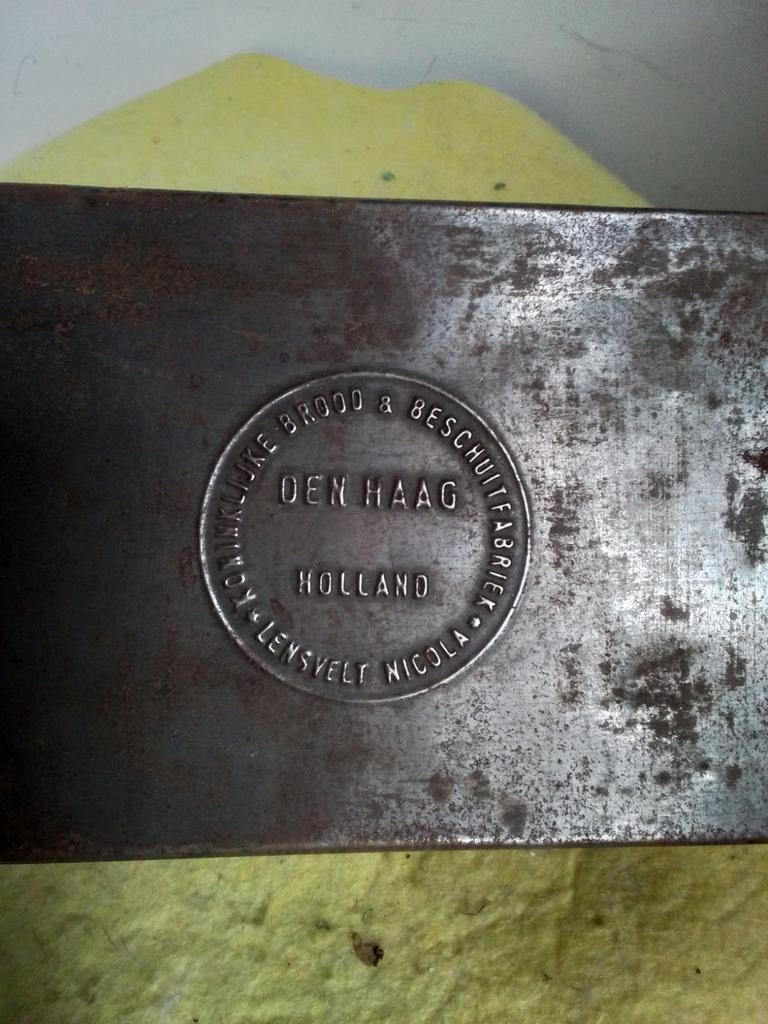 KONINKLIJKE BROOD & BESCHUITFABRIEK
DEN HAAG
HOLLAND
* LENSVELT NICOLA *